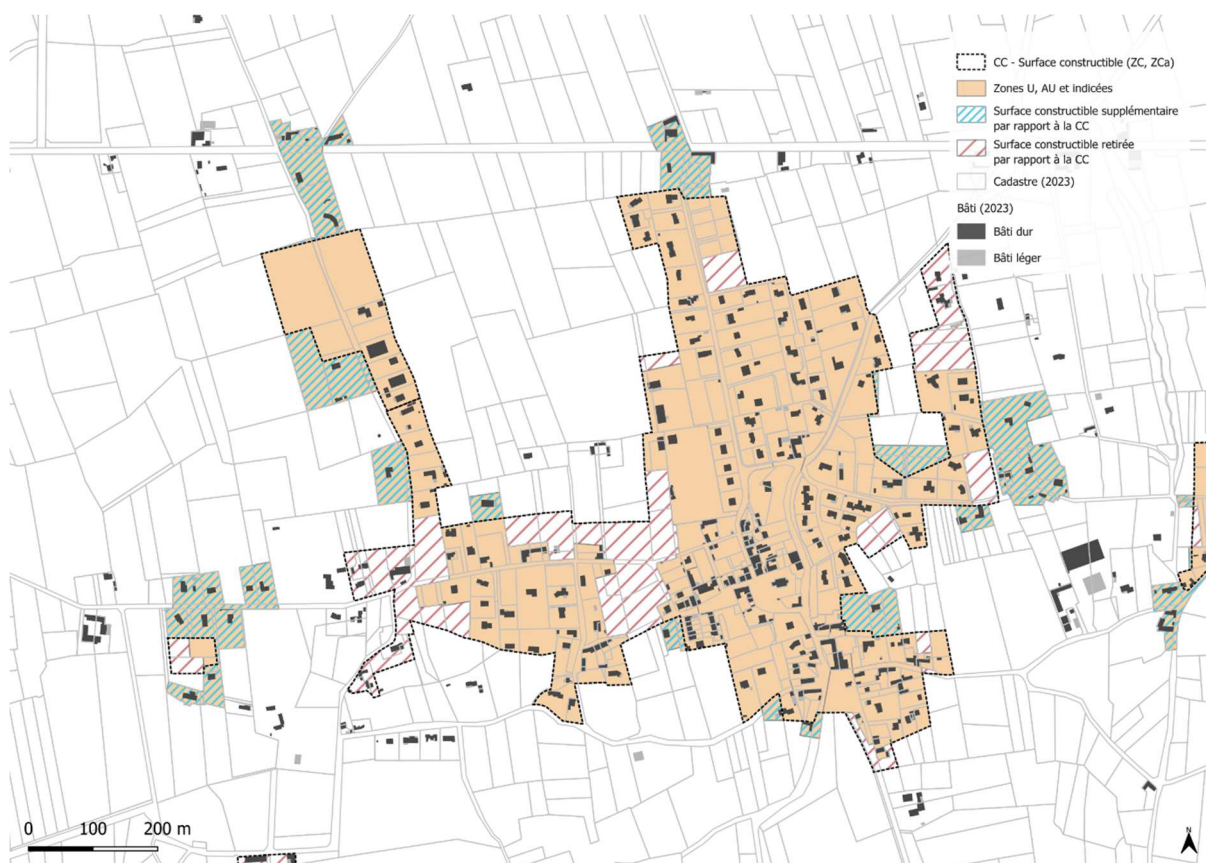 CC - Surface constructible (ZC, ZCa)
Zones U, AU et indicées
Surface constructible supplémentaire
par rapport à la CC
Surface constructible retirée
par rapport à la CC
Cadastre (2023)
Bâti (2023)
Bâti dur
Bâti léger
0 100 200 m
N